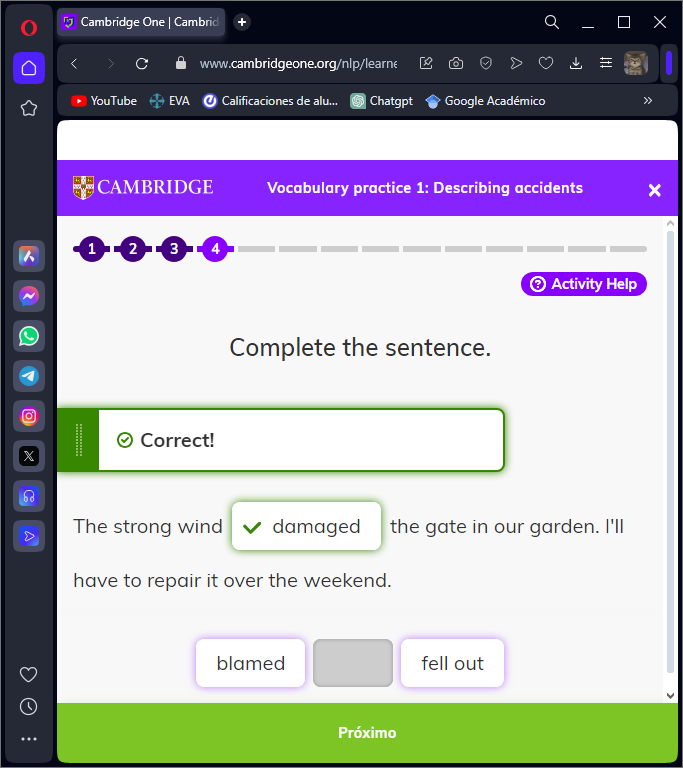 Cambridge One | Cambrid
www.cambridgeone.org/nlp/learne
YouTube EVA Calificaciones de alu... Chatgpt Google Académico »
CAMBRIDGE Vocabulary practice 1: Describing accidents
1 2 3 4
? Activity Help
Complete the sentence.
Correct!
The strong wind damaged the gate in our garden. I'll
have to repair it over the weekend.
blamed fell out
Próximo